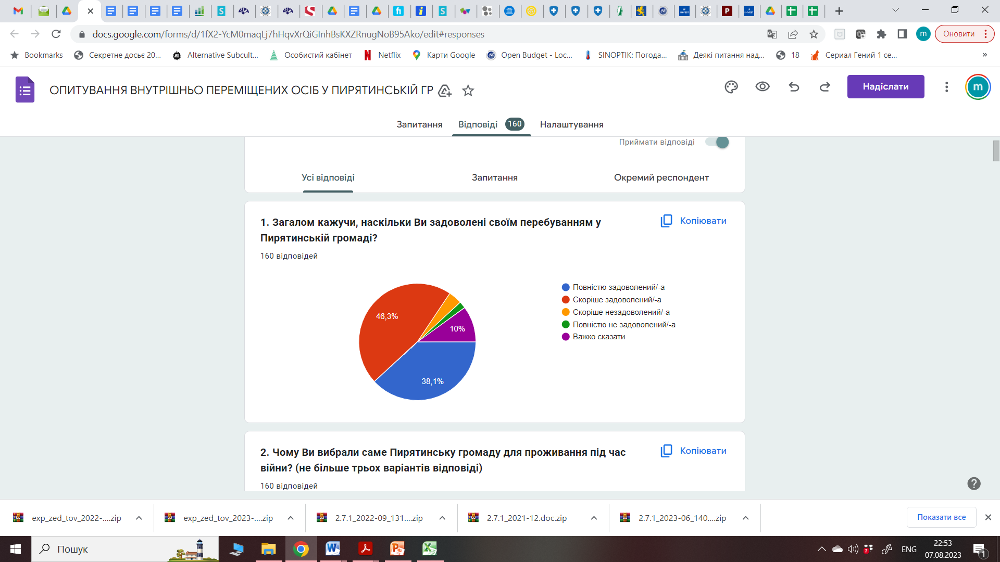 docs.google.com/forms/d/1fX2-YcM0maqLj7hHqvXrQiGInhBsKXZRnugNoB95Ako/edit#responses
m
Оновити
Bookmarks
Секретне досьє 20...
Alternative Subcult...
Особистий кабінет
Netflix
Карти Google
Open Budget - Loc...
SINOPTIK: Погода...
Деякі питання над...
18
Сериал Гений 1 се...
»
ОПИТУВАННЯ ВНУТРІШНЬО ПЕРЕМІЩЕНИХ ОСІБ У ПИРЯТИНСЬКІЙ ГР
Надіслати
m
Запитання
Відповіді 160
Налаштування
Приймати відповіді
Усі відповіді
Запитання
Окремий респондент
1. Загалом кажучи, наскільки Ви задоволені своїм перебуванням у
Пирятинській громаді?
Копіювати
160 відповідей
Повністю задоволений/-а
Скоріше задоволений/-а
Скоріше незадоволений/-а
Повністю не задоволений/-а
Важко сказати
46,3%
10%
38,1%
2. Чому Ви вибрали саме Пирятинську громаду для проживання під час
війни? (не більше трьох варіантів відповіді)
Копіювати
160 відповідей
exp_zed_tov_2022-....zip
exp_zed_tov_2023-....zip
2.7.1_2022-09_131....zip
2.7.1_2021-12.doc.zip
2.7.1_2023-06_140....zip
Показати все
Пошук
ENG
22:53
07.08.2023
1